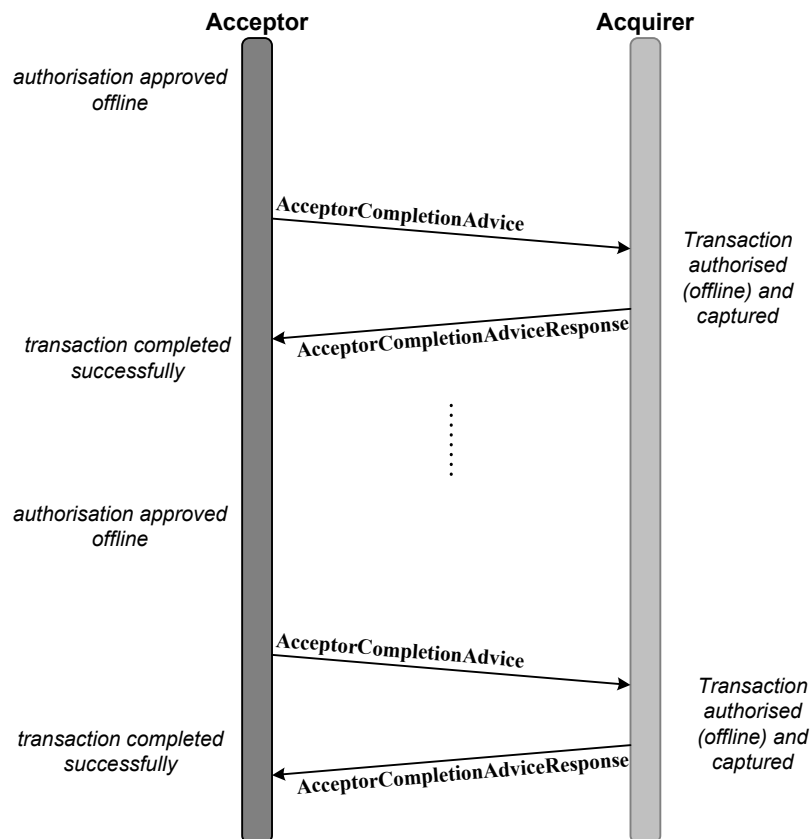 Acceptor
Acquirer
authorisation approved
offline
AcceptorCompletionAdvice
Transaction
authorised
(offline) and
captured
AcceptorCompletionAdviceResponse
transaction completed
successfully
authorisation approved
offline
AcceptorCompletionAdvice
Transaction
authorised
(offline) and
captured
transaction completed
successfully
AcceptorCompletionAdviceResponse